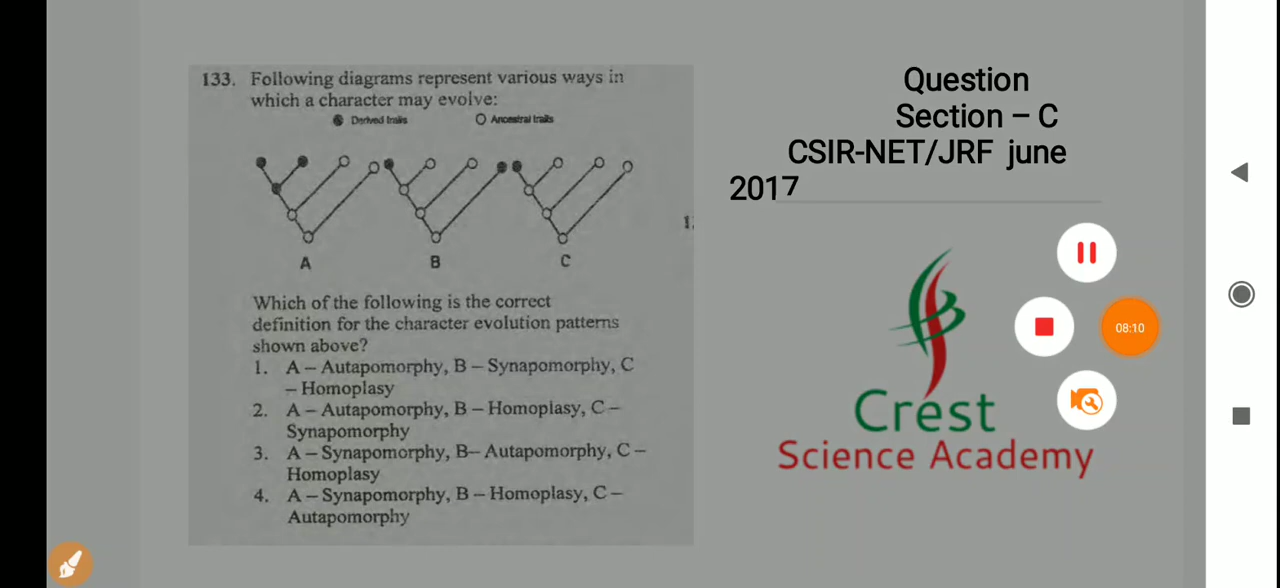 133. Following diagrams represent various ways in
which a character may evolve:
Derived traits Ancestral traits
A B C
Which of the following is the correct
definition for the character evolution patterns
shown above?
1. A – Autapomorphy, B – Synapomorphy, C
– Homoplasy
2. A – Autapomorphy, B – Homoplasy, C –
Synapomorphy
3. A – Synapomorphy, B– Autapomorphy, C –
Homoplasy
4. A – Synapomorphy, B – Homoplasy, C –
Autapomorphy
Question
Section – C
CSIR-NET/JRF june
2017
Crest
Science Academy
08:10